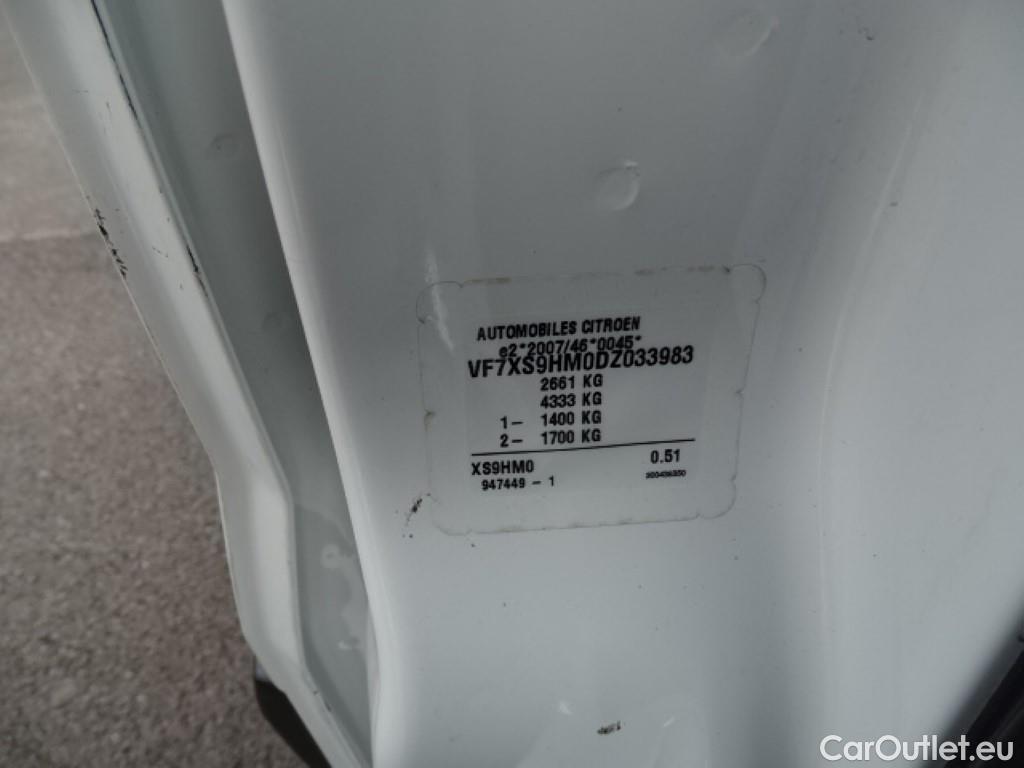 AUTOMOBILES CITROEN
e2*2007/46*0045*
VF7XS9HM0DZ033983
2661 KG
4333 KG
1- 1400 KG
2- 1700 KG
XS9HM0 0.51
947449 - 1
CarOutlet.eu